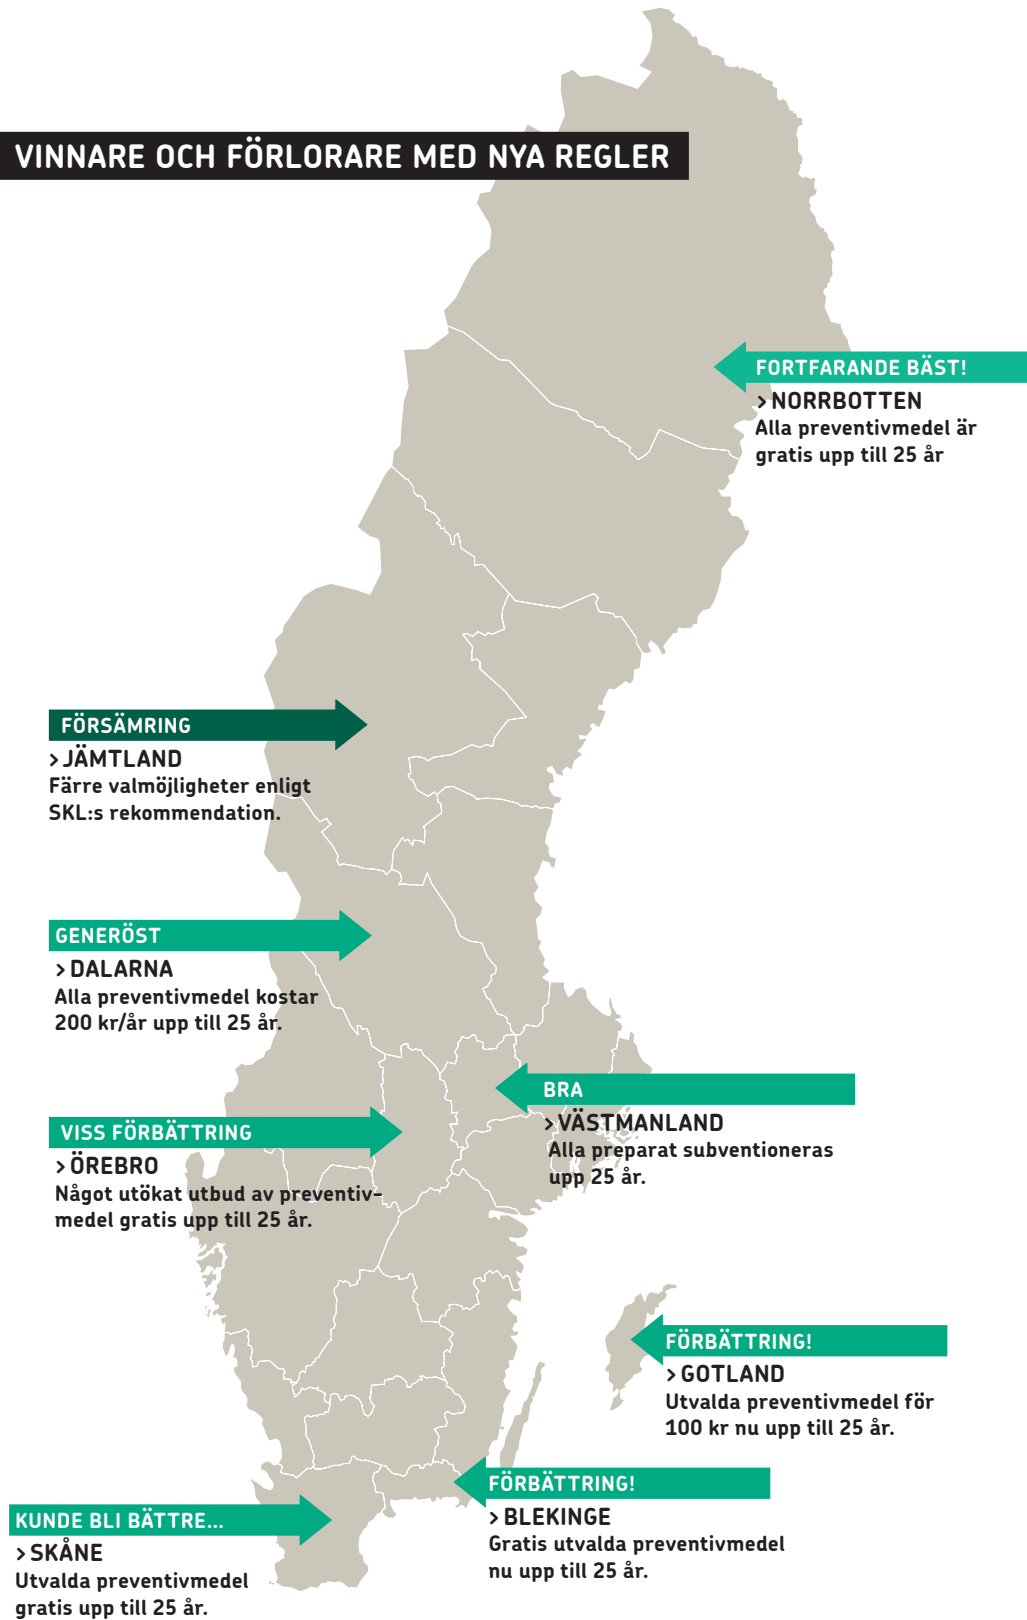 VINNARE OCH FÖRLORARE MED NYA REGLER
FORTFARANDE BÄST!
> NORRBOTTEN
Alla preventivmedel är
gratis upp till 25 år
FÖRSÄMRING
> JÄMTLAND
Färre valmöjligheter enligt
SKL:s rekommendation.
GENERÖST
> DALARNA
Alla preventivmedel kostar
200 kr/år upp till 25 år.
BRA
> VÄSTMANLAND
Alla preparat subventioneras
upp 25 år.
VISS FÖRBÄTTRING
> ÖREBRO
Något utökat utbud av preventiv-
medel gratis upp till 25 år.
FÖRBÄTTRING!
> GOTLAND
Utvalda preventivmedel för
100 kr nu upp till 25 år.
FÖRBÄTTRING!
> BLEKINGE
Gratis utvalda preventivmedel
nu upp till 25 år.
KUNDE BLI BÄTTRE...
> SKÅNE
Utvalda preventivmedel
gratis upp till 25 år.